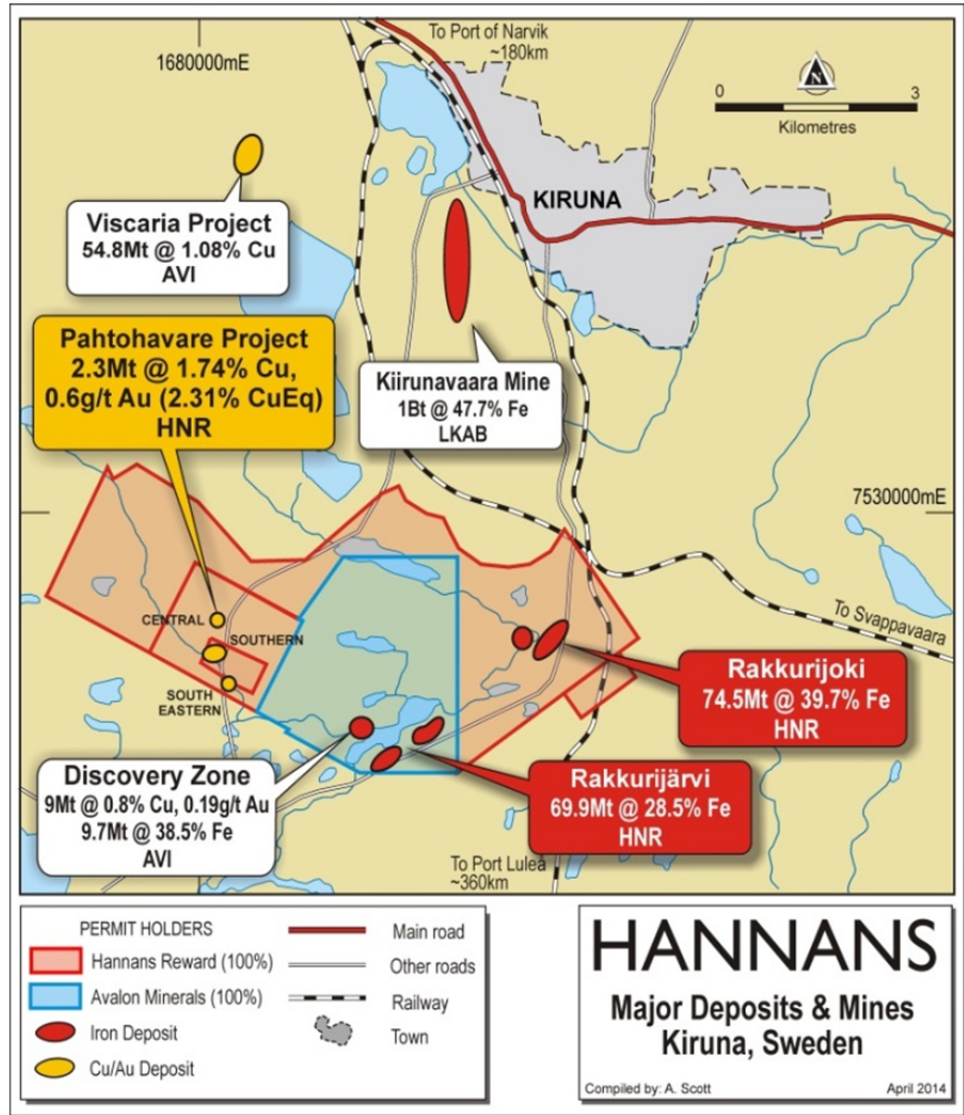 To Port of Narvik
~180km
1680000mE
N
0 3
Kilometres
KIRUNA
Viscaria Project
54.8Mt @ 1.08% Cu
AVI
Pahtohavare Project
2.3Mt @ 1.74% Cu,
0.6g/t Au (2.31% CuEq)
HNR
Kiirunavaara Mine
1Bt @ 47.7% Fe
LKAB
7530000mE
To Svappavaara
CENTRAL
SOUTHERN
SOUTH
EASTERN
Rakkurijoki
74.5Mt @ 39.7% Fe
HNR
Discovery Zone
9Mt @ 0.8% Cu, 0.19g/t Au
9.7Mt @ 38.5% Fe
AVI
Rakkurijärvi
69.9Mt @ 28.5% Fe
HNR
To Port Luleå
~360km
PERMIT HOLDERS
Hannans Reward (100%)
Avalon Minerals (100%)
Iron Deposit
Cu/Au Deposit
Main road
Other roads
Railway
Town
HANNANS
Major Deposits & Mines
Kiruna, Sweden
Compiled by: A. Scott April 2014